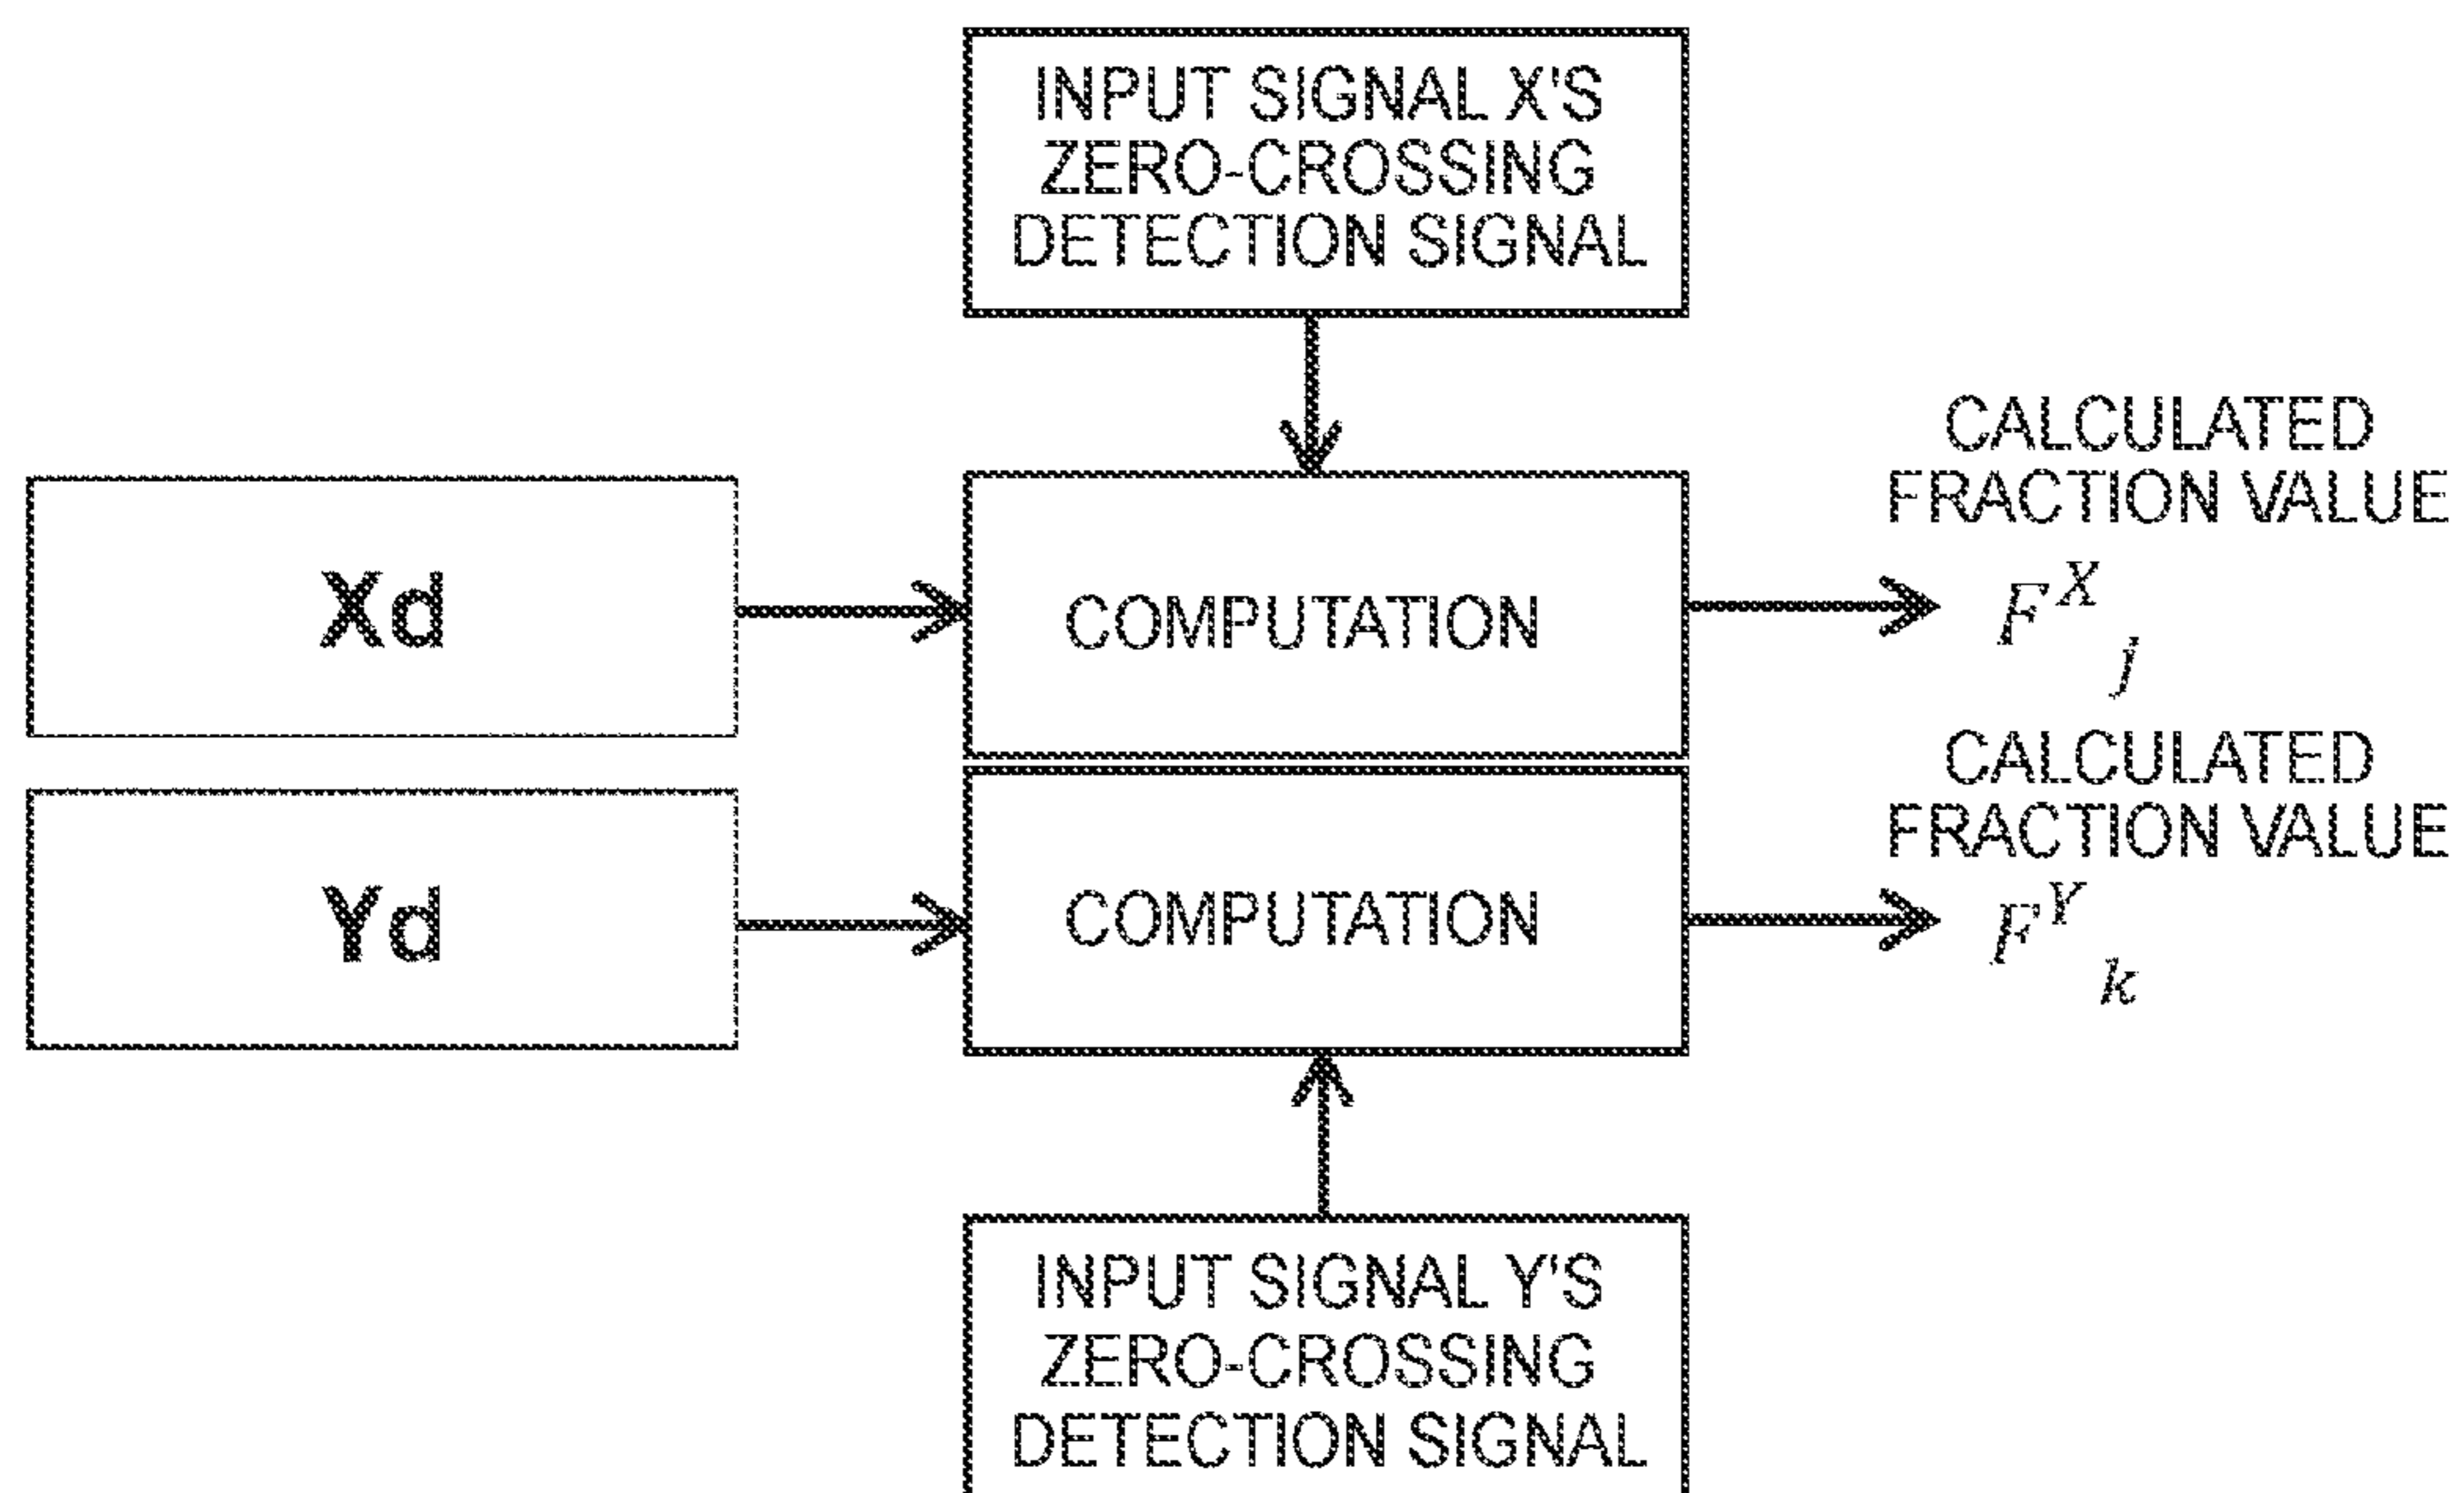 INPUT SIGNAL X'S
ZERO-CROSSING
DETECTION SIGNAL
CALCULATED
FRACTION VALUE
Xd
COMPUTATION
F^X_j
CALCULATED
FRACTION VALUE
Yd
COMPUTATION
F^Y_k
INPUT SIGNAL Y'S
ZERO-CROSSING
DETECTION SIGNAL